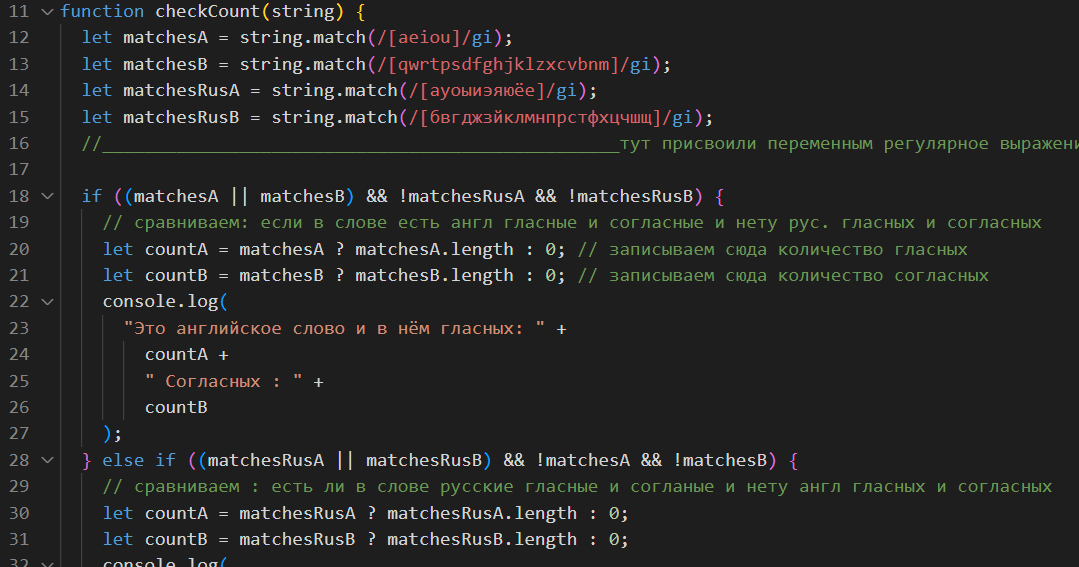 11 function checkCount(string) {
12 let matchesA = string.match(/[aeiou]/gi);
13 let matchesB = string.match(/[qwrtpsdfghjklzxcvbnm]/gi);
14 let matchesRusA = string.match(/[ауоыиэяюёе]/gi);
15 let matchesRusB = string.match(/[бвгджзйклмнпрстфхцчшщ]/gi);
16 //_________________________________________________тут присвоили переменным регулярное выражени
17
18 if ((matchesA || matchesB) && !matchesRusA && !matchesRusB) {
19 // сравниваем: если в слове есть англ гласные и согласные и нету рус. гласных и согласных
20 let countA = matchesA ? matchesA.length : 0; // записываем сюда количество гласных
21 let countB = matchesB ? matchesB.length : 0; // записываем сюда количество согласных
22 console.log(
23 "Это английское слово и в нём гласных: " +
24 countA +
25 " Согласных : " +
26 countB
27 );
28 } else if ((matchesRusA || matchesRusB) && !matchesA && !matchesB) {
29 // сравниваем : есть ли в слове русские гласные и согланые и нету англ гласных и согласных
30 let countA = matchesRusA ? matchesRusA.length : 0;
31 let countB = matchesRusB ? matchesRusB.length : 0;
32 console.log(